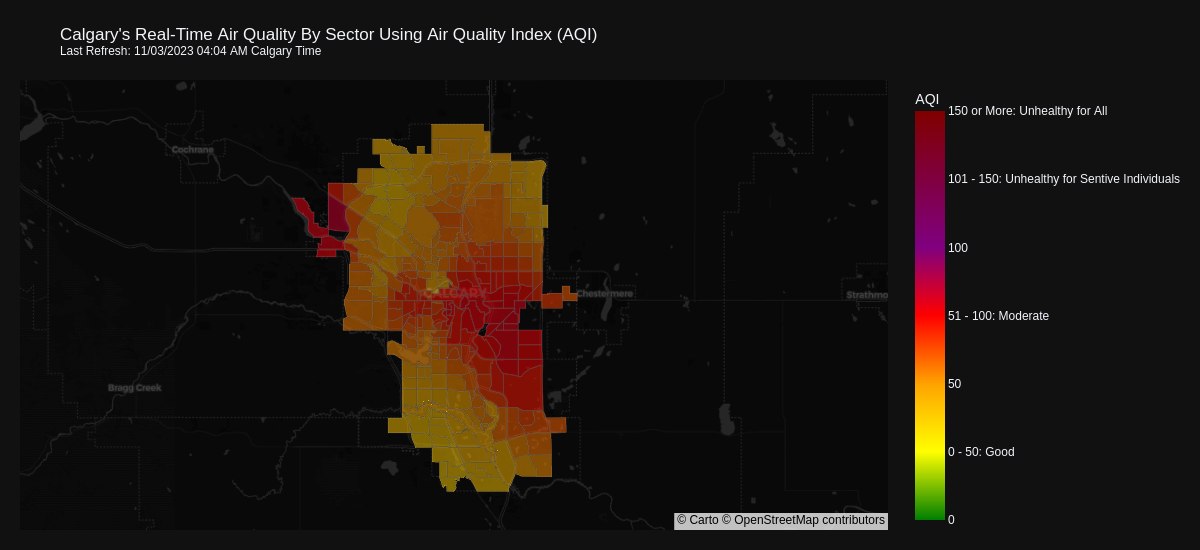 Calgary's Real-Time Air Quality By Sector Using Air Quality Index (AQI)
Last Refresh: 11/03/2023 04:04 AM Calgary Time
AQI
150 or More: Unhealthy for All
101 - 150: Unhealthy for Sentive Individuals
100
51 - 100: Moderate
50
0 - 50: Good
0
Cochrane
CALGARY
Chestermere
Strathmo
Bragg Creek
© Carto © OpenStreetMap contributors